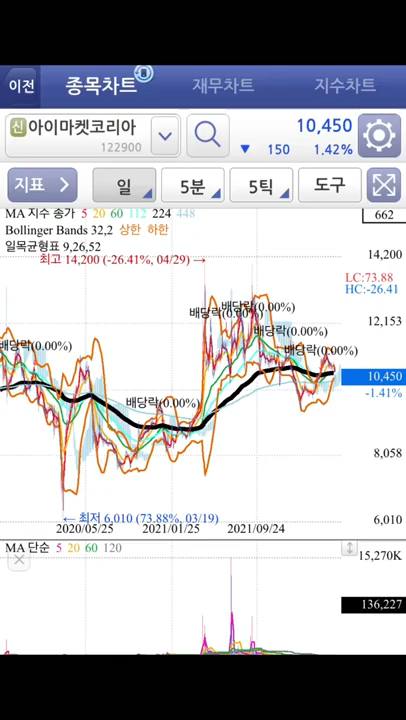 이전 종목차트 재무차트 지수차트
신 아이마켓코리아 10,450
122900 ▼ 150 1.42%
지표 일 5분 5틱 도구
MA 지수 종가 5 20 60 112 224 448 662
Bollinger Bands 32,2 상한 하한
일목균형표 9,26,52
최고 14,200 (-26.41%, 04/29) → 14,200
LC:73.88
HC:-26.41
배당락(0.00%)
배당락(0.00%)
12,153
배당락(0.00%)
배당락(0.00%)
배당락(0.00%)
10,450
-1.41%
배당락(0.00%)
8,058
← 최저 6,010 (73.88%, 03/19) 6,010
2020/05/25 2021/01/25 2021/09/24
MA 단순 5 20 60 120
15,270K
136,227